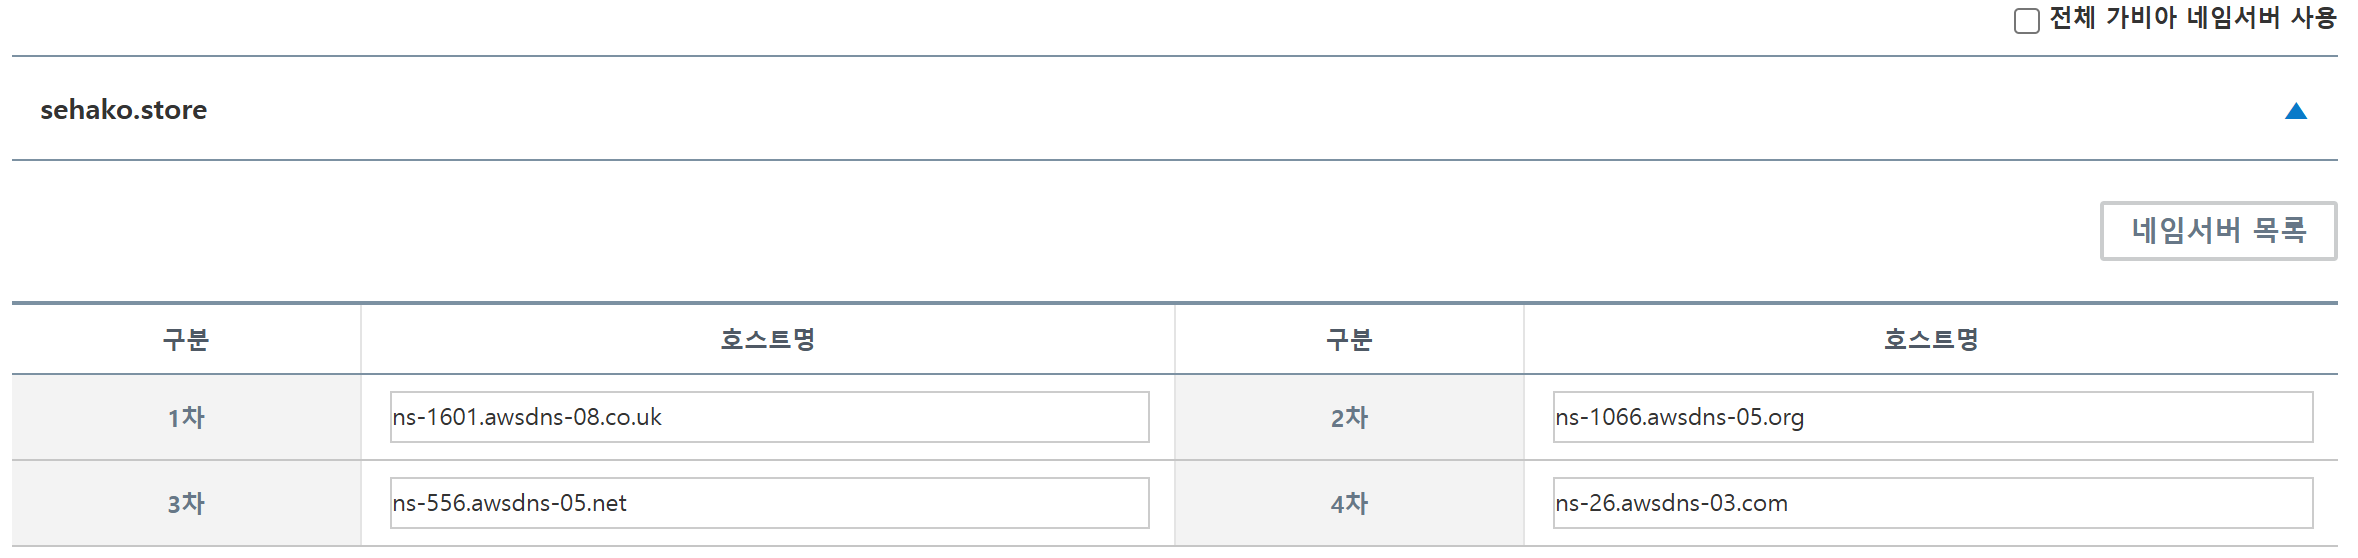 전체 가비아 네임서버 사용
sehako.store
네임서버 목록
구분 호스트명 구분 호스트명
1차 ns-1601.awsdns-08.co.uk 2차 ns-1066.awsdns-05.org
3차 ns-556.awsdns-05.net 4차 ns-26.awsdns-03.com